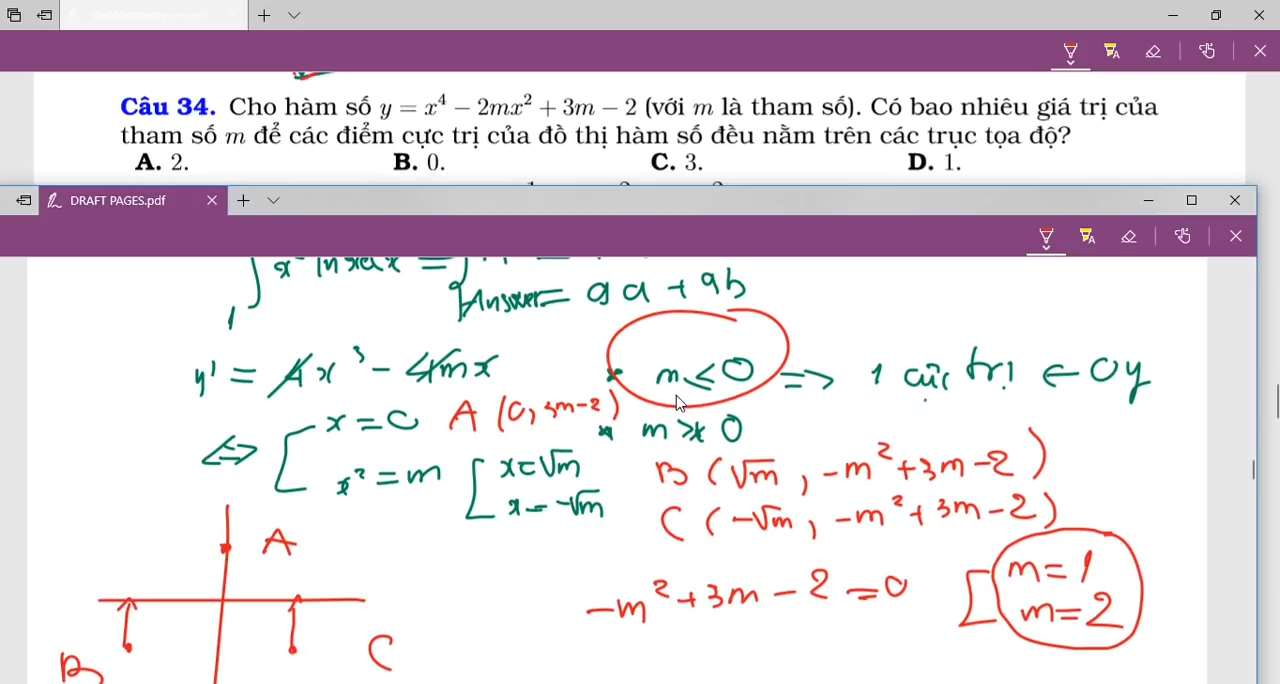 Câu 34. Cho hàm số y = x⁴ − 2mx² + 3m − 2 (với m là tham số). Có bao nhiêu giá trị của
tham số m để các điểm cực trị của đồ thị hàm số đều nằm trên các trục tọa độ?
A. 2. B. 0. C. 3. D. 1.
DRAFT PAGES.pdf
Answer = 9a + 9b
1
y' = 4x³ − 4mx * m ≤ 0 => 1 cực trị ∈ Oy
<=> [ x = 0 A (0, 3m−2) * m > 0
x² = m [ x = √m B (√m, −m² + 3m − 2)
x = −√m C (−√m, −m² + 3m − 2)
A
−m² + 3m − 2 = 0 [ m = 1
m = 2
B C